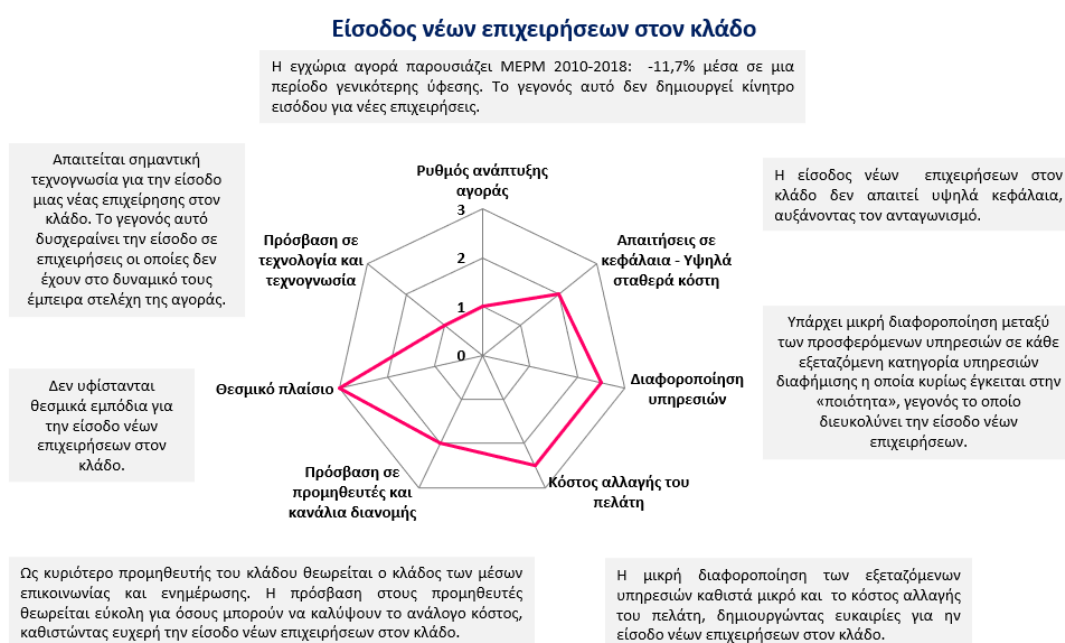 Είσοδος νέων επιχειρήσεων στον κλάδο
Η εγχώρια αγορά παρουσιάζει ΜΕΡΜ 2010-2018: -11,7% μέσα σε μια
περίοδο γενικότερης ύφεσης. Το γεγονός αυτό δεν δημιουργεί κίνητρο
εισόδου για νέες επιχειρήσεις.
Απαιτείται σημαντική
τεχνογνωσία για την είσοδο
μιας νέας επιχείρησης στον
κλάδο. Το γεγονός αυτό
δυσχεραίνει την είσοδο σε
επιχειρήσεις οι οποίες δεν
έχουν στο δυναμικό τους
έμπειρα στελέχη της αγοράς.
Ρυθμός ανάπτυξης
αγοράς
Η είσοδος νέων επιχειρήσεων στον
κλάδο δεν απαιτεί υψηλά κεφάλαια,
αυξάνοντας τον ανταγωνισμό.
3
2
1
0
Πρόσβαση σε
τεχνολογία και
τεχνογνωσία
Απαιτήσεις σε
κεφάλαια - Υψηλά
σταθερά κόστη
Υπάρχει μικρή διαφοροποίηση μεταξύ
των προσφερόμενων υπηρεσιών σε κάθε
εξεταζόμενη κατηγορία υπηρεσιών
διαφήμισης η οποία κυρίως έγκειται στην
«ποιότητα», γεγονός το οποίο
διευκολύνει την είσοδο νέων
επιχειρήσεων.
Θεσμικό πλαίσιο
Διαφοροποίηση
υπηρεσιών
Δεν υφίστανται
θεσμικά εμπόδια για
την είσοδο νέων
επιχειρήσεων στον
κλάδο.
Πρόσβαση σε
προμηθευτές και
κανάλια διανομής
Κόστος αλλαγής του
πελάτη
Ως κυριότερο προμηθευτής του κλάδου θεωρείται ο κλάδος των μέσων
επικοινωνίας και ενημέρωσης. Η πρόσβαση στους προμηθευτές
θεωρείται εύκολη για όσους μπορούν να καλύψουν το ανάλογο κόστος,
καθιστώντας ευχερή την είσοδο νέων επιχειρήσεων στον κλάδο.
Η μικρή διαφοροποίηση των εξεταζόμενων
υπηρεσιών καθιστά μικρό και το κόστος αλλαγής
του πελάτη, δημιουργώντας ευκαιρίες για ην
είσοδο νέων επιχειρήσεων στον κλάδο.